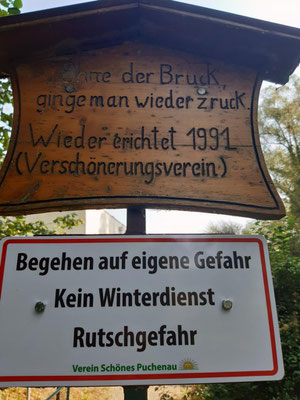 Ohne der Bruck,
ginge man wieder z'ruck.
Wieder errichtet 1991
(Verschönerungsverein)
Begehen auf eigene Gefahr
Kein Winterdienst
Rutschgefahr
Verein Schönes Puchenau